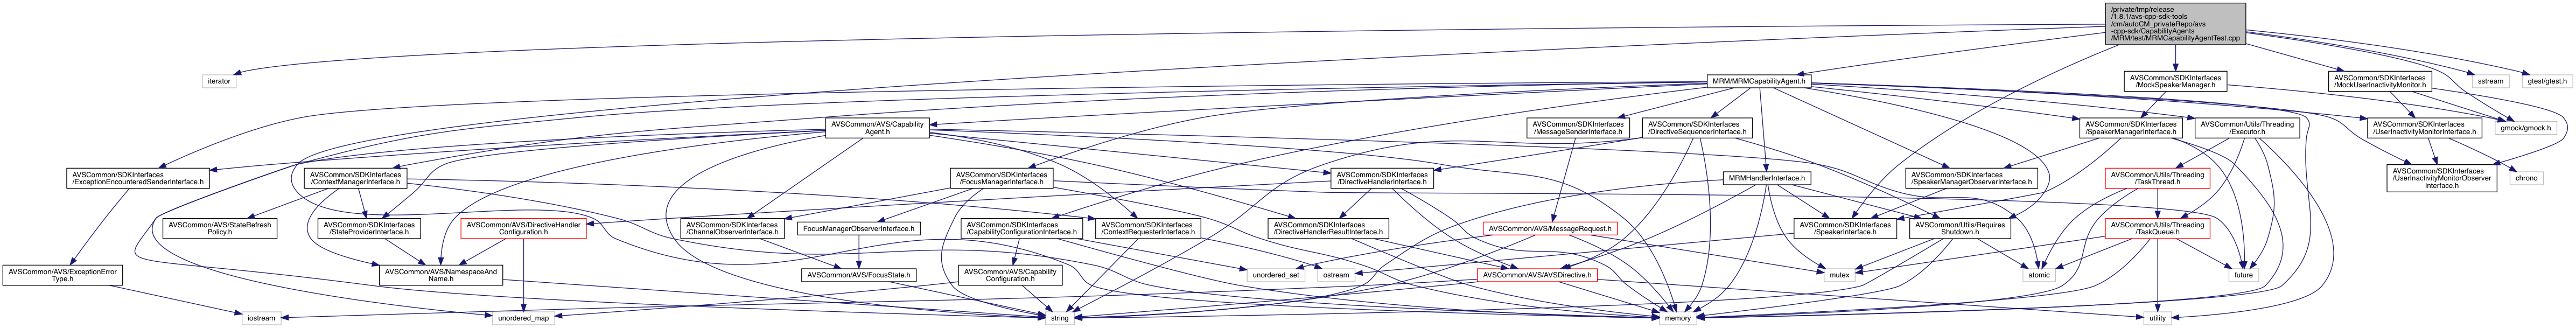 /private/tmp/release
/1.8.1/avs-cpp-sdk-tools
/cm/autoCM_privateRepo/avs
-cpp-sdk/CapabilityAgents
/MRM/test/MRMCapabilityAgentTest.cpp
iterator
MRM/MRMCapabilityAgent.h
AVSCommon/SDKInterfaces
/MockSpeakerManager.h
AVSCommon/SDKInterfaces
/MockUserInactivityMonitor.h
sstream
gtest/gtest.h
AVSCommon/AVS/Capability
Agent.h
AVSCommon/SDKInterfaces
/MessageSenderInterface.h
AVSCommon/SDKInterfaces
/DirectiveSequencerInterface.h
AVSCommon/SDKInterfaces
/SpeakerManagerInterface.h
AVSCommon/Utils/Threading
/Executor.h
AVSCommon/SDKInterfaces
/UserInactivityMonitorInterface.h
gmock/gmock.h
AVSCommon/SDKInterfaces
/ExceptionEncounteredSenderInterface.h
AVSCommon/SDKInterfaces
/ContextManagerInterface.h
AVSCommon/SDKInterfaces
/FocusManagerInterface.h
AVSCommon/SDKInterfaces
/DirectiveHandlerInterface.h
MRMHandlerInterface.h
AVSCommon/SDKInterfaces
/SpeakerManagerObserverInterface.h
AVSCommon/Utils/Threading
/TaskThread.h
AVSCommon/SDKInterfaces
/UserInactivityMonitorObserver
Interface.h
chrono
AVSCommon/AVS/StateRefresh
Policy.h
AVSCommon/SDKInterfaces
/StateProviderInterface.h
AVSCommon/AVS/DirectiveHandler
Configuration.h
AVSCommon/SDKInterfaces
/ChannelObserverInterface.h
FocusManagerObserverInterface.h
AVSCommon/SDKInterfaces
/CapabilityConfigurationInterface.h
AVSCommon/SDKInterfaces
/ContextRequesterInterface.h
AVSCommon/SDKInterfaces
/DirectiveHandlerResultInterface.h
AVSCommon/AVS/MessageRequest.h
AVSCommon/SDKInterfaces
/SpeakerInterface.h
AVSCommon/Utils/Requires
Shutdown.h
AVSCommon/Utils/Threading
/TaskQueue.h
AVSCommon/AVS/ExceptionError
Type.h
AVSCommon/AVS/NamespaceAnd
Name.h
AVSCommon/AVS/FocusState.h
AVSCommon/AVS/Capability
Configuration.h
unordered_set
ostream
AVSCommon/AVS/AVSDirective.h
mutex
atomic
future
iostream
unordered_map
string
memory
utility